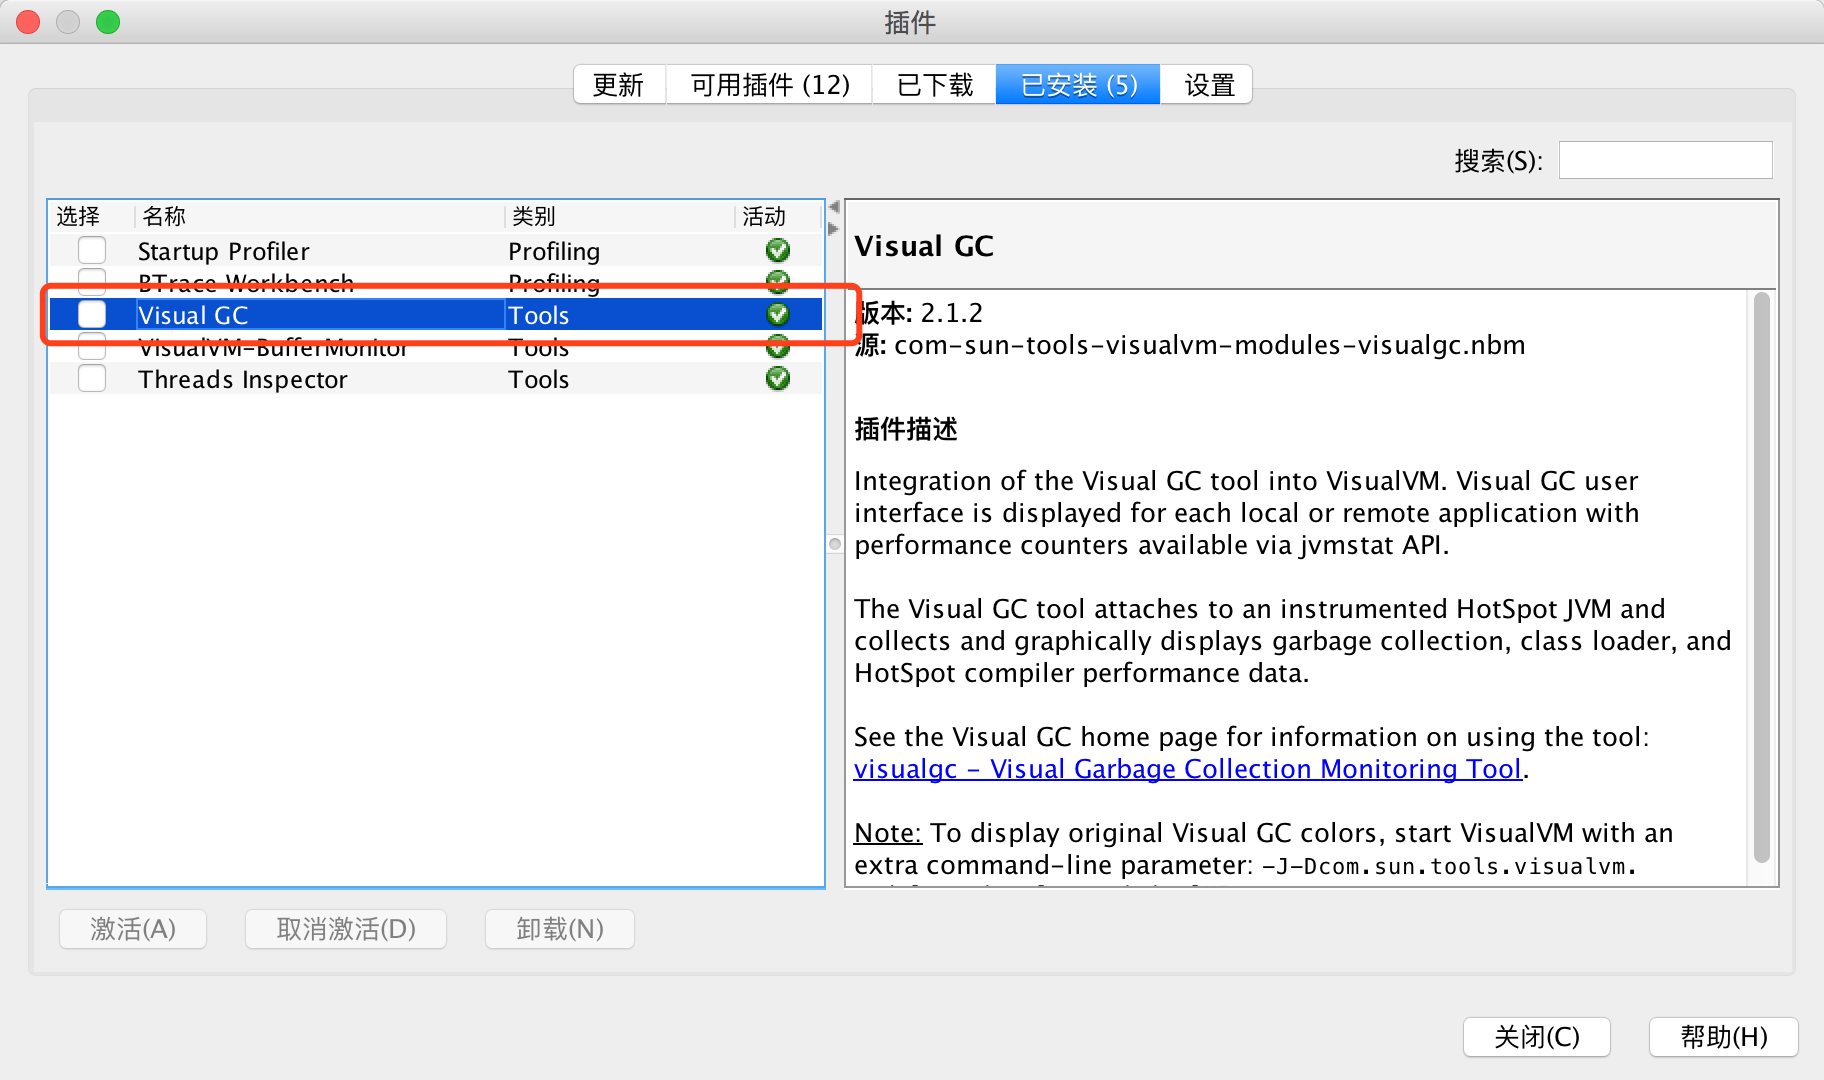 插件
更新 可用插件 (12) 已下载 已安装 (5) 设置
搜索(S):
选择 名称 类别 活动
Startup Profiler Profiling
BTrace Workbench Profiling
Visual GC Tools
VisualVM-BufferMonitor Tools
Threads Inspector Tools
Visual GC
版本: 2.1.2
源: com-sun-tools-visualvm-modules-visualgc.nbm
插件描述
Integration of the Visual GC tool into VisualVM. Visual GC user
interface is displayed for each local or remote application with
performance counters available via jvmstat API.
The Visual GC tool attaches to an instrumented HotSpot JVM and
collects and graphically displays garbage collection, class loader, and
HotSpot compiler performance data.
See the Visual GC home page for information on using the tool:
visualgc - Visual Garbage Collection Monitoring Tool.
Note: To display original Visual GC colors, start VisualVM with an
extra command-line parameter: -J-Dcom.sun.tools.visualvm.
激活(A) 取消激活(D) 卸载(N)
关闭(C) 帮助(H)